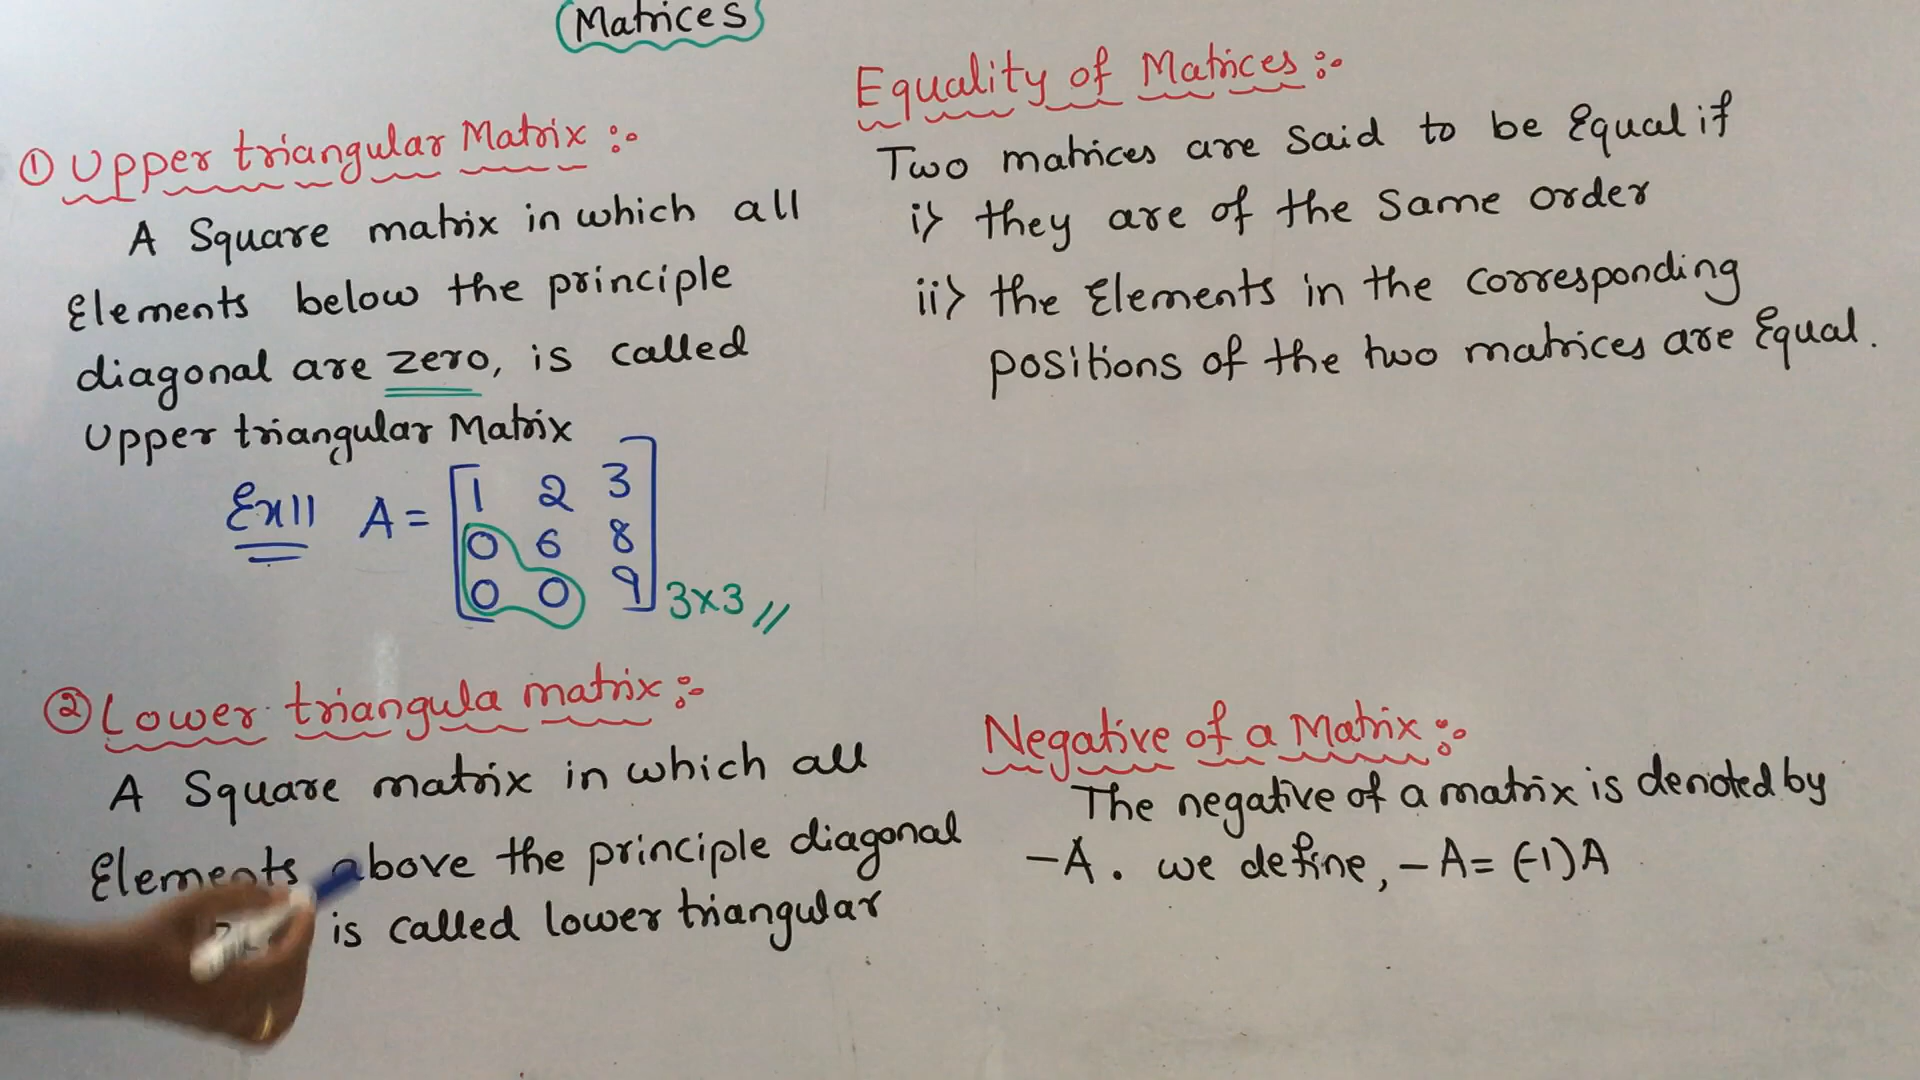 Matrices
① Upper triangular Matrix :-
A Square matrix in which all
Elements below the principle
diagonal are zero, is called
Upper triangular Matrix
Ex|| A = [1 2 3
0 6 8
0 0 9] 3x3 //
② Lower triangula matrix :-
A Square matrix in which all
Elements above the principle diagonal
is called lower triangular
Equality of Matrices :-
Two matrices are Said to be Equal if
i> they are of the Same order
ii> the Elements in the corresponding
positions of the two matrices are Equal.
Negative of a Matrix :-
The negative of a matrix is denoted by
-A. we define, -A = (-1)A